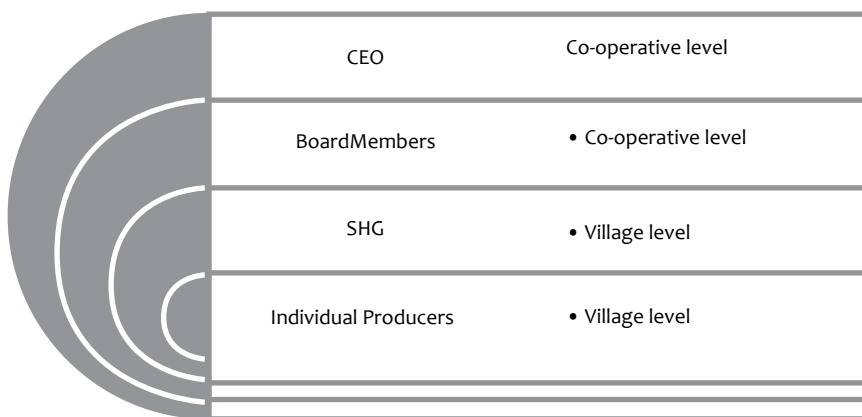 CEO Co-operative level
BoardMembers • Co-operative level
SHG • Village level
Individual Producers • Village level